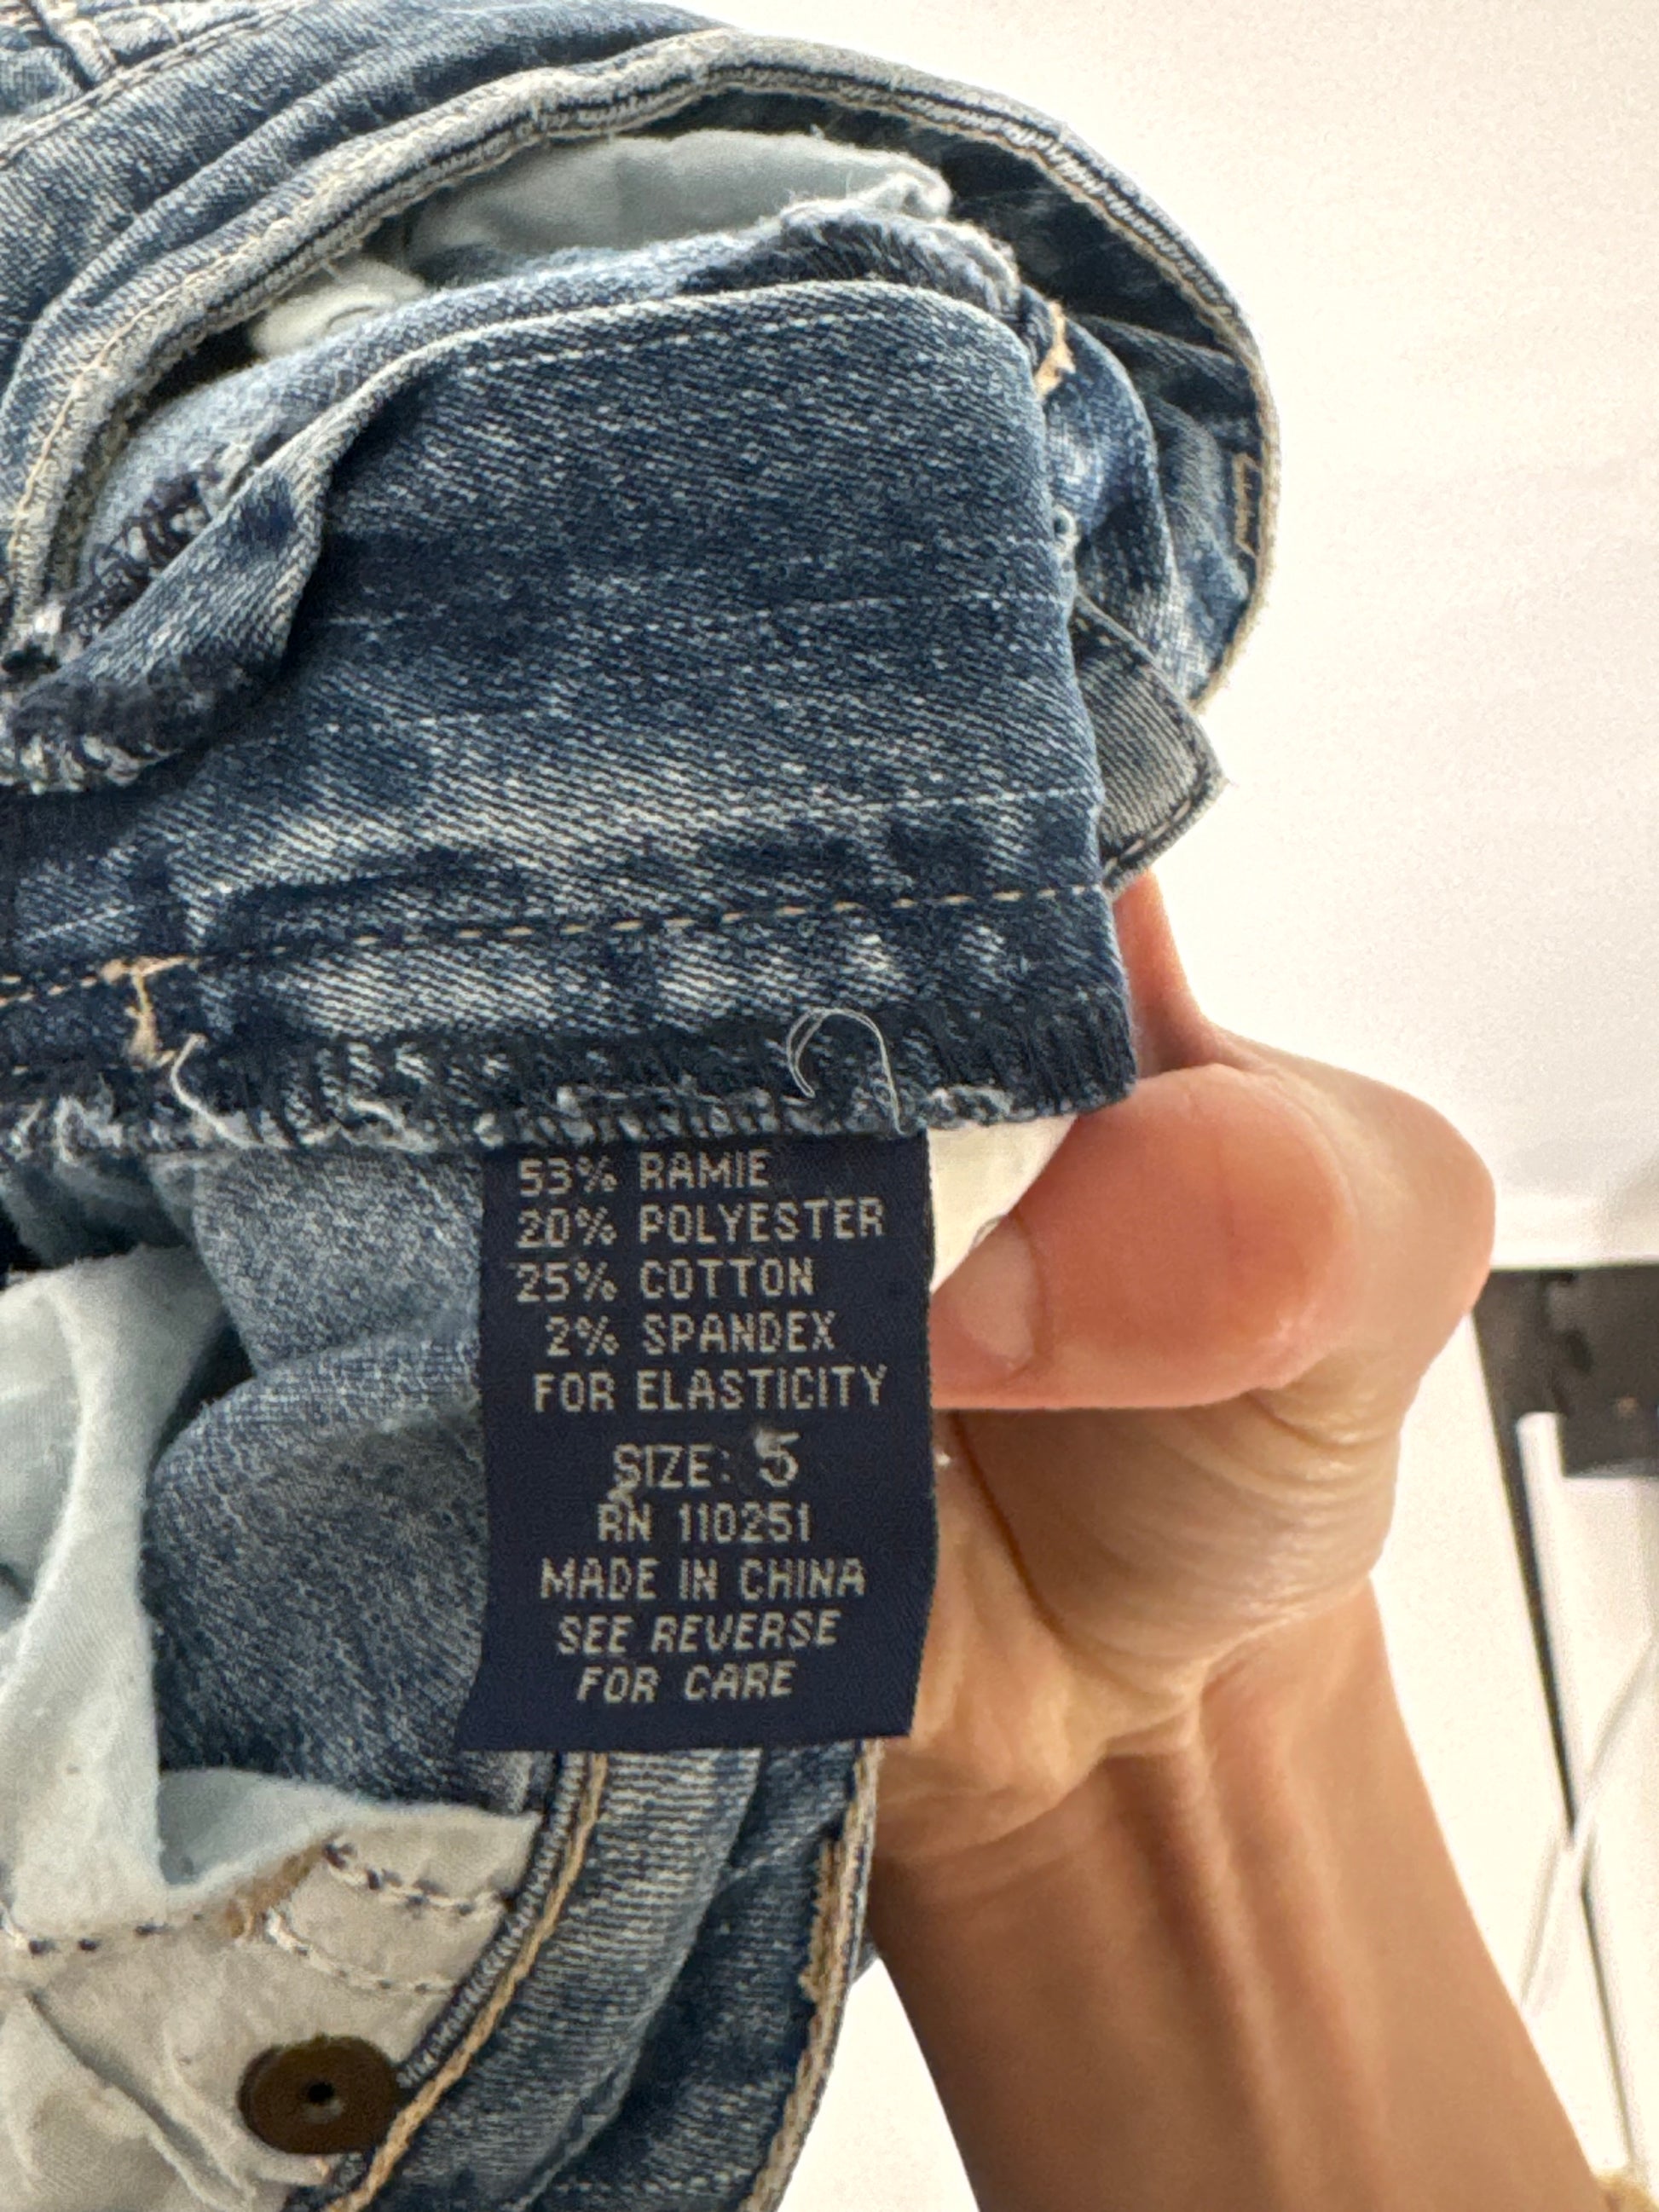 53% RAMIE
20% POLYESTER
25% COTTON
2% SPANDEX
FOR ELASTICITY
SIZE: 5
RN 110251
MADE IN CHINA
SEE REVERSE
FOR CARE